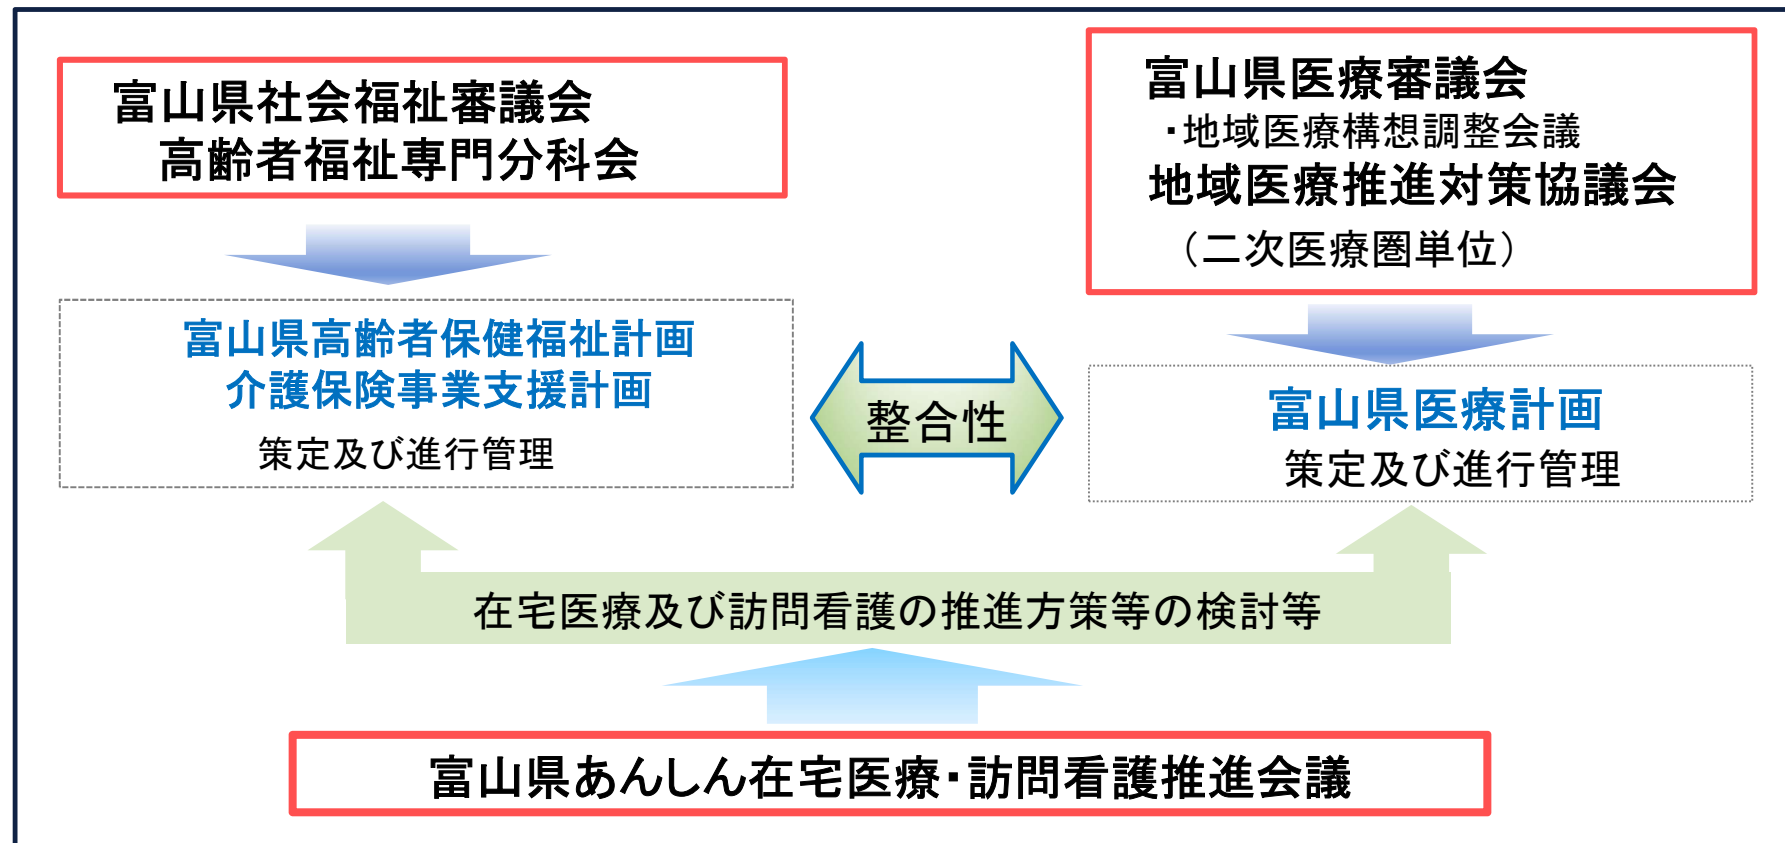 富山県社会福祉審議会
高齢者福祉専門分科会
富山県医療審議会
・地域医療構想調整会議
地域医療推進対策協議会
（二次医療圏単位）
富山県高齢者保健福祉計画
介護保険事業支援計画
策定及び進行管理
整合性
富山県医療計画
策定及び進行管理
在宅医療及び訪問看護の推進方策等の検討等
富山県あんしん在宅医療・訪問看護推進会議